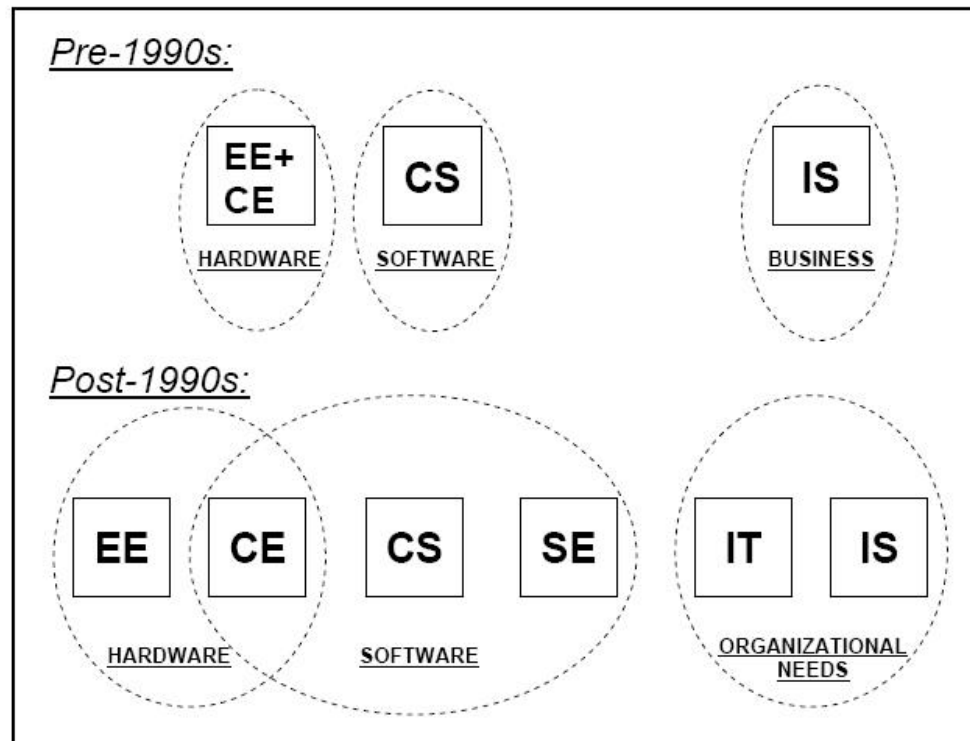 Pre-1990s:
EE+
CE
CS
IS
HARDWARE
SOFTWARE
BUSINESS
Post-1990s:
EE
CE
CS
SE
IT
IS
HARDWARE
SOFTWARE
ORGANIZATIONAL
NEEDS